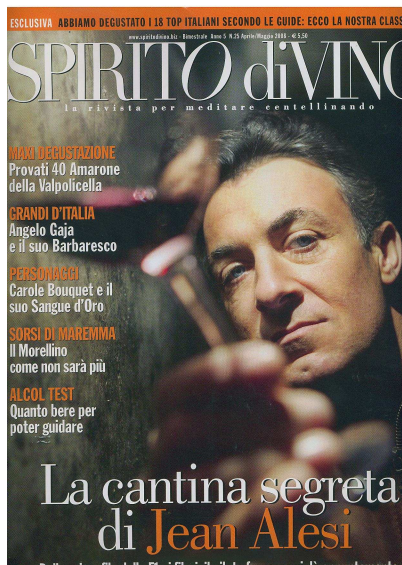 ESCLUSIVA ABBIAMO DEGUSTATO I 18 TOP ITALIANI SECONDO LE GUIDE: ECCO LA NOSTRA CLASS
www.spiritodivino.biz - Bimestrale Anno 5 N.25 Aprile/Maggio 2008 - € 5,50
SPIRITO diVINO
la rivista per meditare centellinando
MAXI DEGUSTAZIONE
Provati 40 Amarone
della Valpolicella
GRANDI D'ITALIA
Angelo Gaja
e il suo Barbaresco
PERSONAGGI
Carole Bouquet e il
suo Sangue d'Oro
SORSI DI MAREMMA
Il Morellino
come non sarà più
ALCOL TEST
Quanto bere per
poter guidare
La cantina segreta
di Jean Alesi